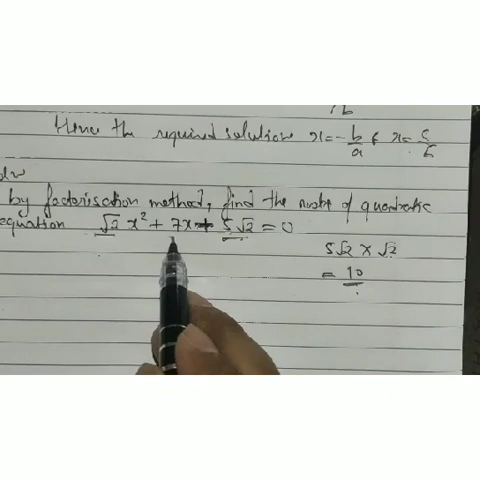 Hence the required solutions x = -b/a & x = c/b
by factorisation method, find the roots of quadratic
equation √2 x² + 7x + 5√2 = 0
5√2 × √2
= 10